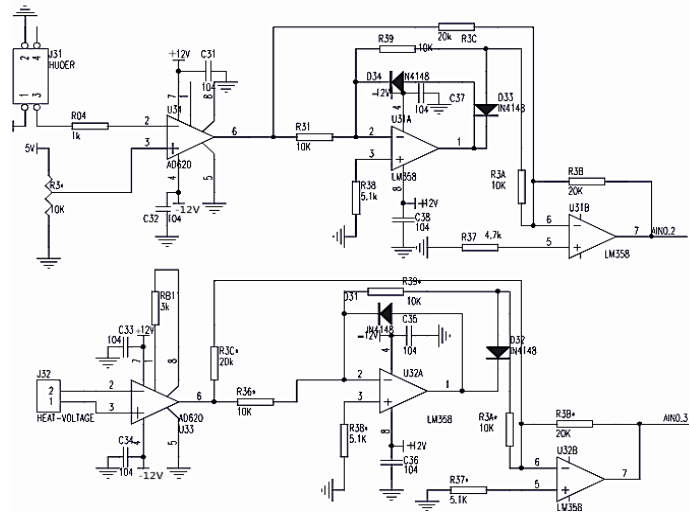 20k R3C
J31
HUOER
2 4
1 3
+12V
C31
104
R39
10K
D34 IN4148
-12V
C37
104
D33
IN4148
R04
1k
7 1 8
U31A
2
3
6
AD620
4 5
R31
10K
2
3
4
1
8
LM358
R38
5.1k
+12V
C38
104
R3A
10K
R3B
20K
U31B
6
5
7
LM358
AIN0.2
R37 4.7k
5V
R3*
10K
C32
104
-12V
RB1
3k
C33
104
+12V
7 1 8
J32
2
1
HEAT-VOLTAGE
2
3
6
AD620
U33
4 5
C34
104
-12V
R3C*
20k
R36*
10K
D31
IN4148
R39*
10K
-12V
C35
104
D32
IN4148
U32A
2
3
4
1
8
LM358
R38*
5.1K
+12V
C36
104
R3A*
10K
R3B*
20K
U32B
6
5
7
LM358
AIN0.3
R37*
5.1K